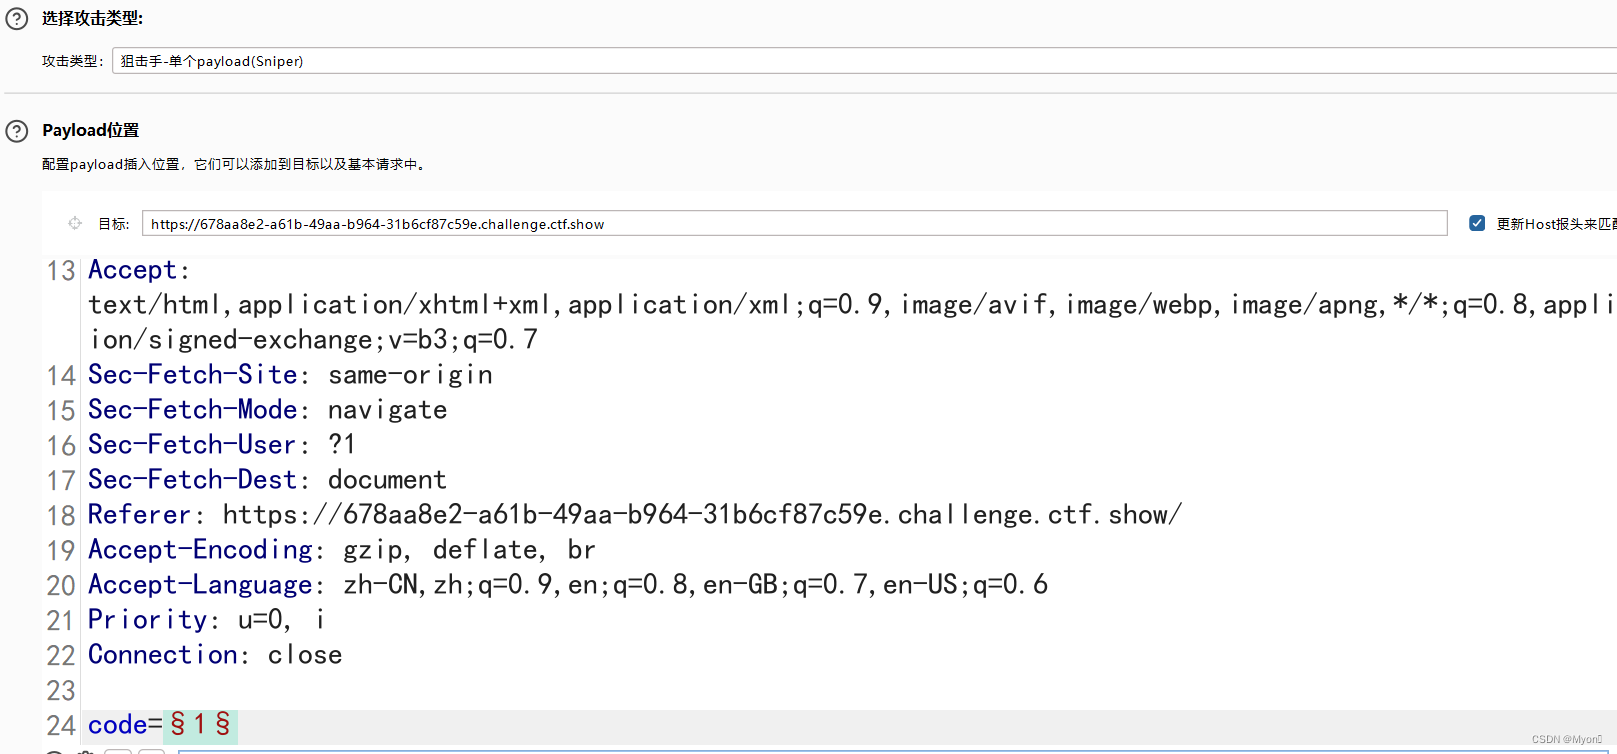 选择攻击类型:
攻击类型: 狙击手-单个payload(Sniper)
Payload位置
配置payload插入位置，它们可以添加到目标以及基本请求中。
目标: https://678aa8e2-a61b-49aa-b964-31b6cf87c59e.challenge.ctf.show 更新Host报头来匹配
13 Accept:
text/html,application/xhtml+xml,application/xml;q=0.9,image/avif,image/webp,image/apng,*/*;q=0.8,appli
ion/signed-exchange;v=b3;q=0.7
14 Sec-Fetch-Site: same-origin
15 Sec-Fetch-Mode: navigate
16 Sec-Fetch-User: ?1
17 Sec-Fetch-Dest: document
18 Referer: https://678aa8e2-a61b-49aa-b964-31b6cf87c59e.challenge.ctf.show/
19 Accept-Encoding: gzip, deflate, br
20 Accept-Language: zh-CN,zh;q=0.9,en;q=0.8,en-GB;q=0.7,en-US;q=0.6
21 Priority: u=0, i
22 Connection: close
23
24 code=§1§
CSDN @Myon